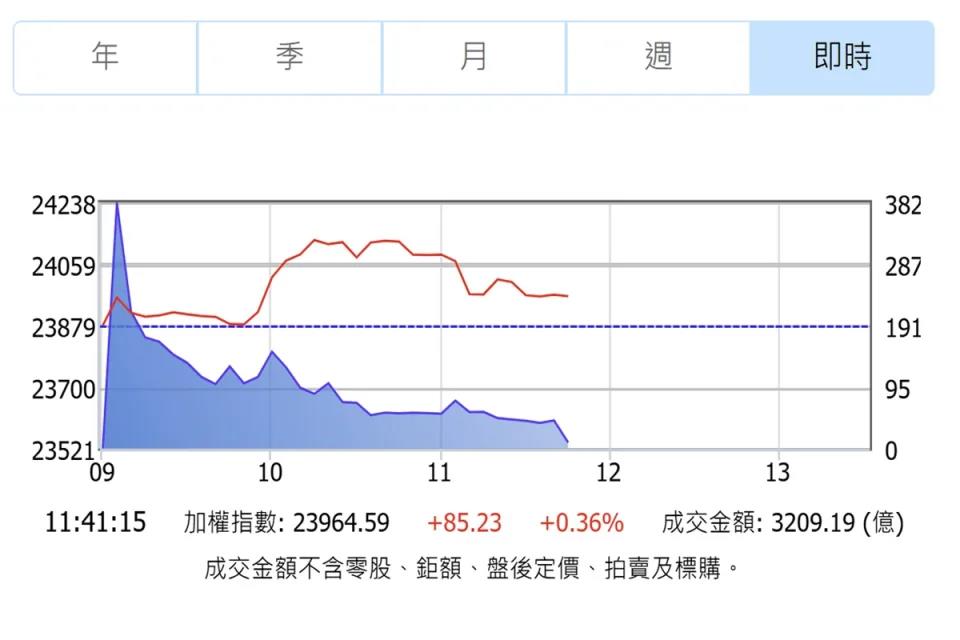 年 季 月 週 即時
24238 382
24059 287
23879 191
23700 95
23521 0
09 10 11 12 13
11:41:15 加權指數: 23964.59 +85.23 +0.36% 成交金額: 3209.19 (億)
成交金額不含零股、鉅額、盤後定價、拍賣及標購。